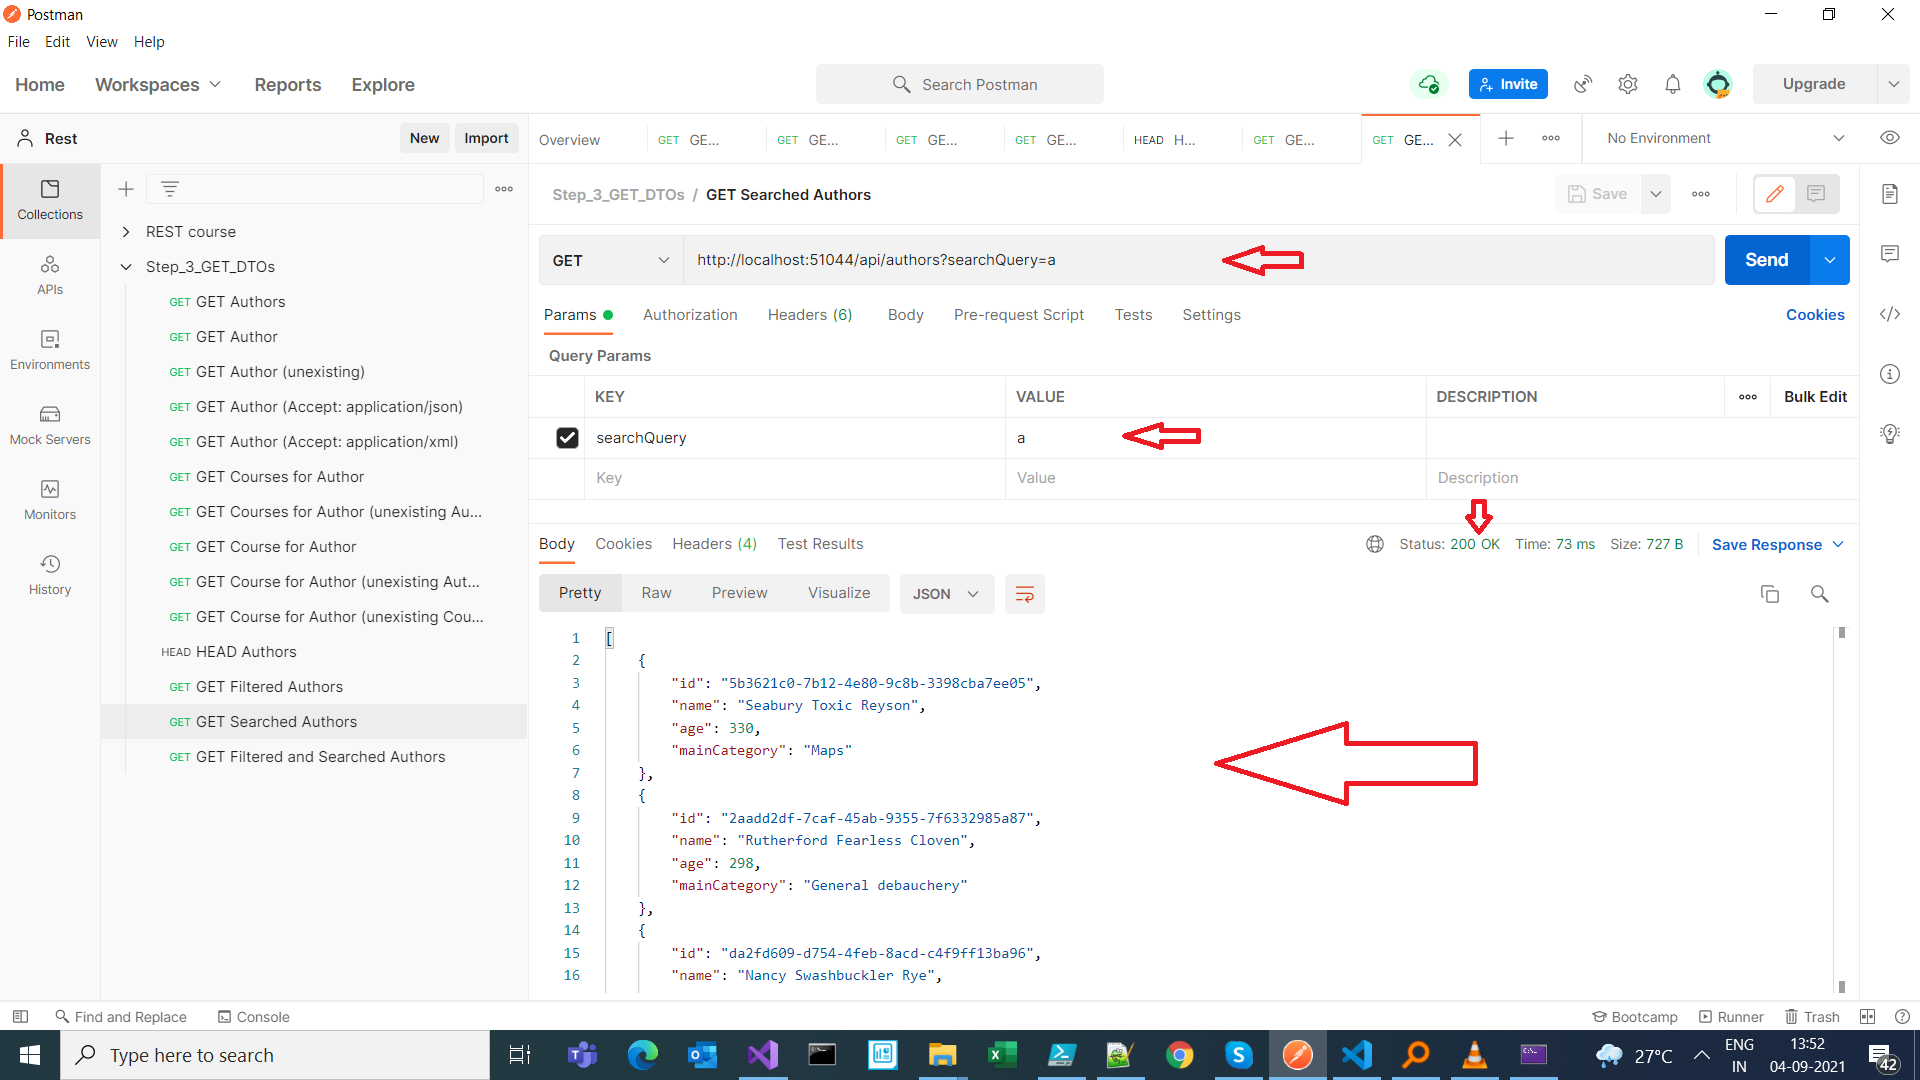 Postman
File Edit View Help
Home Workspaces Reports Explore Search Postman Invite Upgrade
Rest New Import
Overview GET GE... GET GE... GET GE... GET GE... HEAD H... GET GE... GET GE... No Environment
Collections
APIs
Environments
Mock Servers
Monitors
History
REST course
Step_3_GET_DTOs
GET GET Authors
GET GET Author
GET GET Author (unexisting)
GET GET Author (Accept: application/json)
GET GET Author (Accept: application/xml)
GET GET Courses for Author
GET GET Courses for Author (unexisting Au...
GET GET Course for Author
GET GET Course for Author (unexisting Aut...
GET GET Course for Author (unexisting Cou...
HEAD HEAD Authors
GET GET Filtered Authors
GET GET Searched Authors
GET GET Filtered and Searched Authors
Step_3_GET_DTOs / GET Searched Authors Save
GET http://localhost:51044/api/authors?searchQuery=a Send
Params Authorization Headers (6) Body Pre-request Script Tests Settings Cookies
Query Params
KEY VALUE DESCRIPTION Bulk Edit
searchQuery a
Key Value Description
Body Cookies Headers (4) Test Results Status: 200 OK Time: 73 ms Size: 727 B Save Response
Pretty Raw Preview Visualize JSON
1 [
2 {
3 "id": "5b3621c0-7b12-4e80-9c8b-3398cba7ee05",
4 "name": "Seabury Toxic Reyson",
5 "age": 330,
6 "mainCategory": "Maps"
7 },
8 {
9 "id": "2aadd2df-7caf-45ab-9355-7f6332985a87",
10 "name": "Rutherford Fearless Cloven",
11 "age": 298,
12 "mainCategory": "General debauchery"
13 },
14 {
15 "id": "da2fd609-d754-4feb-8acd-c4f9ff13ba96",
16 "name": "Nancy Swashbuckler Rye",
Find and Replace Console Bootcamp Runner Trash
Type here to search 27°C
ENG
IN
13:52
04-09-2021
42